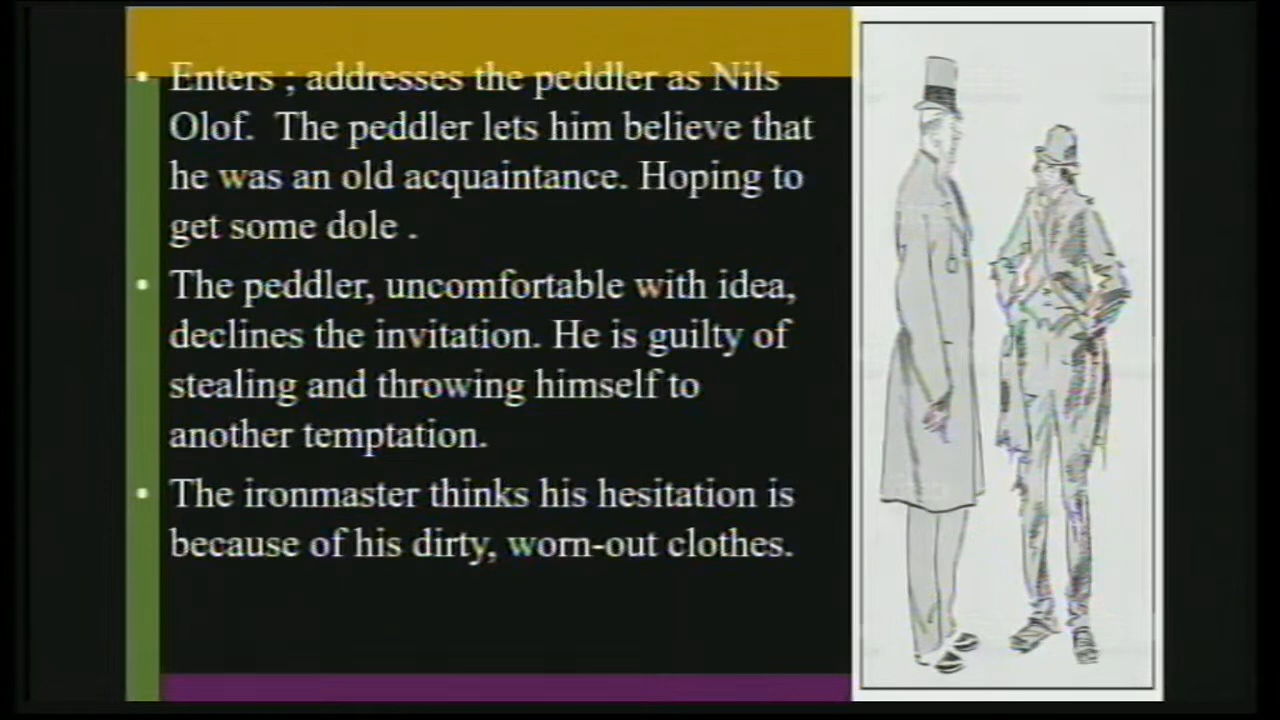 • Enters ; addresses the peddler as Nils
Olof. The peddler lets him believe that
he was an old acquaintance. Hoping to
get some dole .
• The peddler, uncomfortable with idea,
declines the invitation. He is guilty of
stealing and throwing himself to
another temptation.
• The ironmaster thinks his hesitation is
because of his dirty, worn-out clothes.